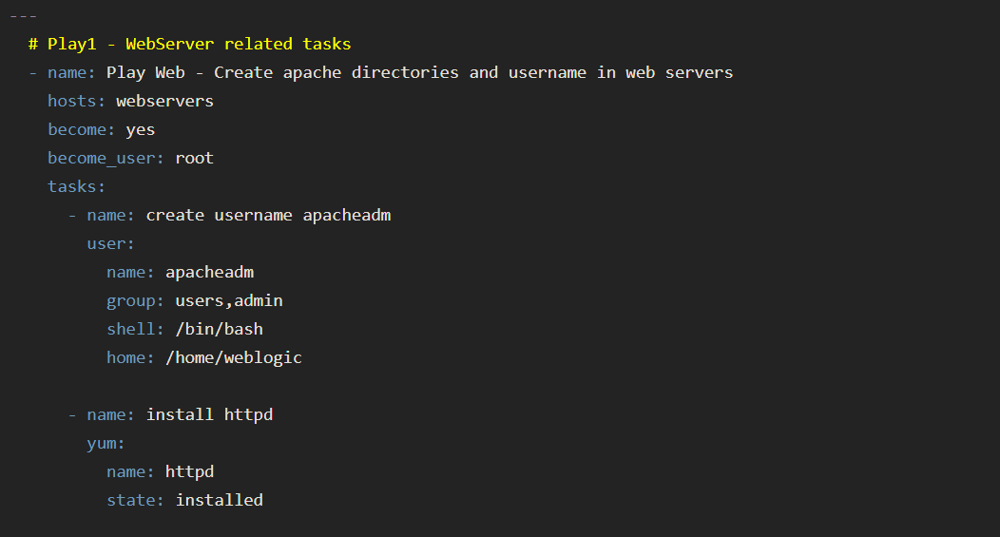 ---
# Play1 - WebServer related tasks
- name: Play Web - Create apache directories and username in web servers
hosts: webservers
become: yes
become_user: root
tasks:
- name: create username apacheadm
user:
name: apacheadm
group: users,admin
shell: /bin/bash
home: /home/weblogic
- name: install httpd
yum:
name: httpd
state: installed